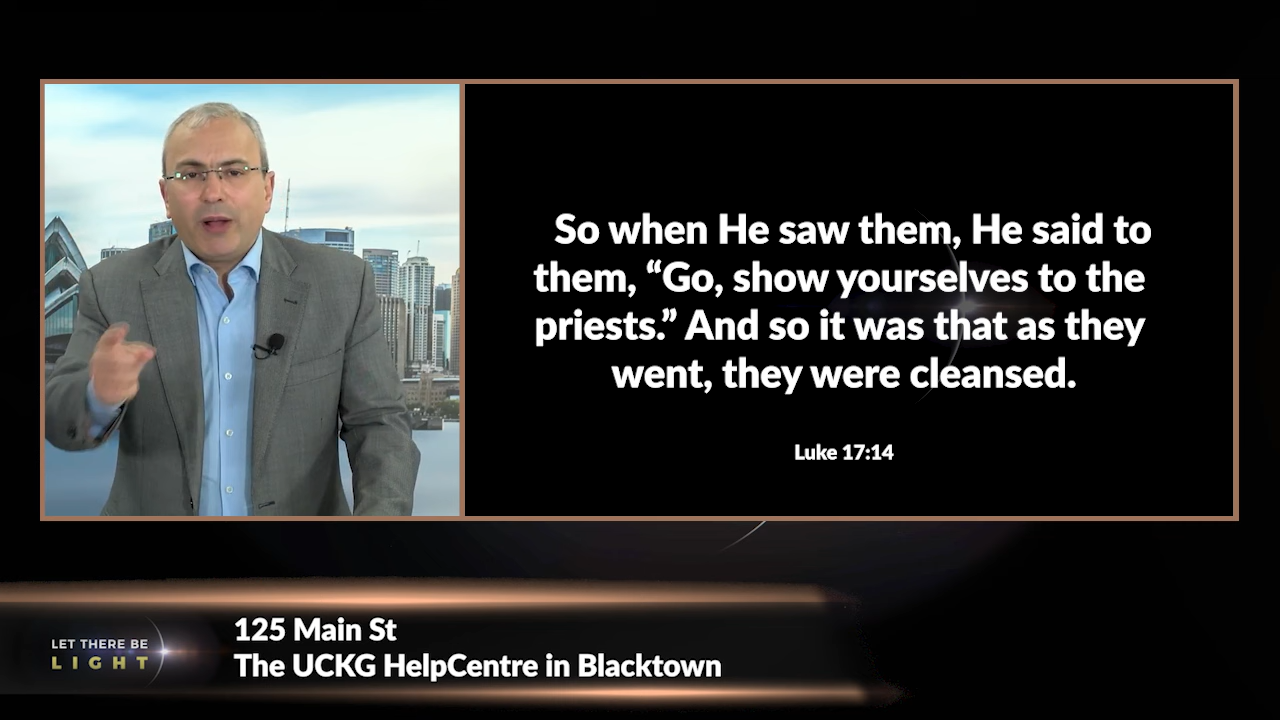 So when He saw them, He said to
them, “Go, show yourselves to the
priests.” And so it was that as they
went, they were cleansed.
Luke 17:14
LET THERE BE
LIGHT
125 Main St
The UCKG HelpCentre in Blacktown